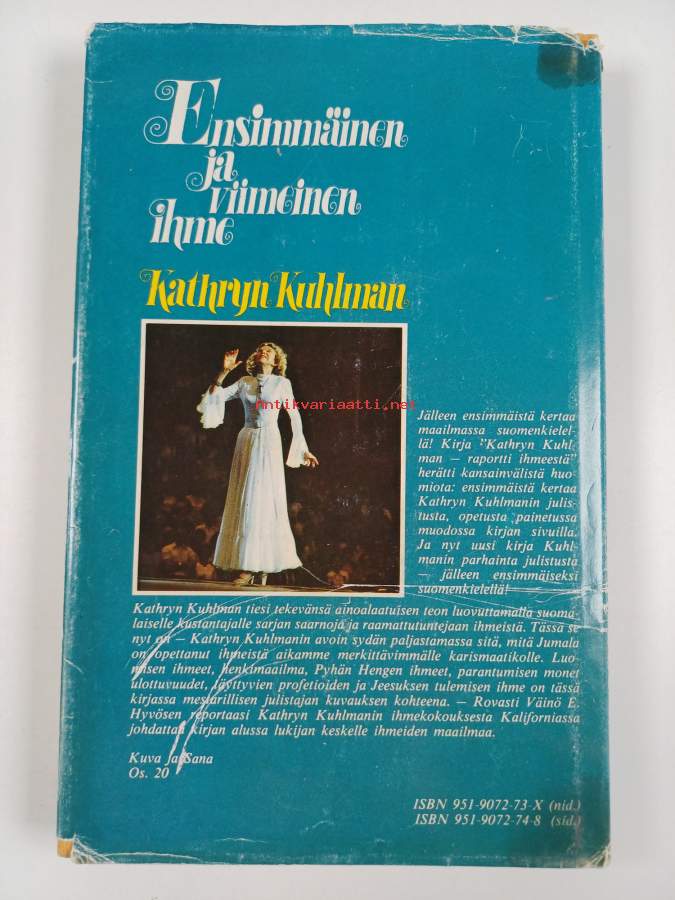 Ensimmäinen
ja
viimeinen
ihme
Kathryn Kuhlman
antikvariaatti.net
Jälleen ensimmäistä kertaa
maailmassa suomenkielel-
lä! Kirja "Kathryn Kuhl-
man — raportti ihmeestä"
herätti kansainvälistä huo-
miota: ensimmäistä kertaa
Kathryn Kuhlmanin julis-
tusta, opetusta painetussa
muodossa kirjan sivuilla.
Ja nyt uusi kirja Kuhl-
manin parhainta julistusta
— jälleen ensimmäiseksi
suomenkielellä!
Kathryn Kuhlman tiesi tekevänsä ainoalaatuisen teon luovuttamalla suoma-
laiselle kustantajalle sarjan saarnoja ja raamattutuntejaan ihmeistä. Tässä se
nyt on — Kathryn Kuhlmanin avoin sydän paljastamassa sitä, mitä Jumala
on opettanut ihmeistä aikamme merkittävimmälle karismaatikolle. Luo-
misen ihmeet, henkimaailma, Pyhän Hengen ihmeet, parantumisen monet
ulottuvuudet, täyttyvien profetioiden ja Jeesuksen tulemisen ihme on tässä
kirjassa mestarillisen julistajan kuvauksen kohteena. — Rovasti Väinö E.
Hyvösen reportaasi Kathryn Kuhlmanin ihmekokouksesta Kaliforniassa
johdattaa kirjan alussa lukijan keskelle ihmeiden maailmaa.
Kuva ja Sana
Os. 20
ISBN 951-9072-73-X (nid.)
ISBN 951-9072-74-8 (sid.)